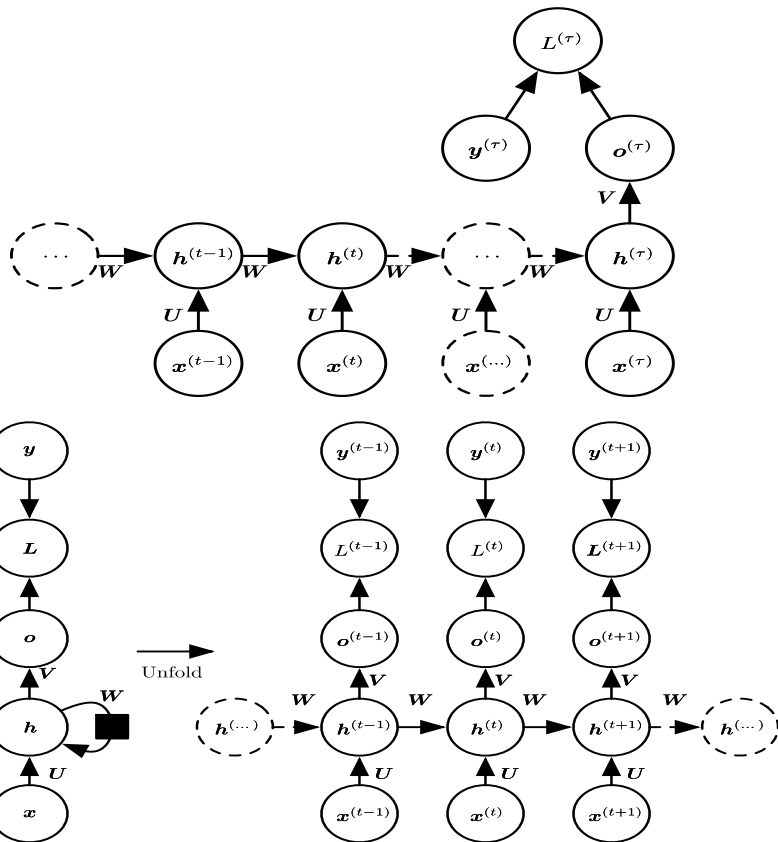 L^(τ)
y^(τ) o^(τ)
V
... h^(t−1) h^(t) ... h^(τ)
W W W W
U U U U
x^(t−1) x^(t) x^(...) x^(τ)
y y^(t−1) y^(t) y^(t+1)
L L^(t−1) L^(t) L^(t+1)
o o^(t−1) o^(t) o^(t+1)
Unfold
V V V V
W W W W W
h h^(...) h^(t−1) h^(t) h^(t+1) h^(...)
U U U U
x x^(t−1) x^(t) x^(t+1)